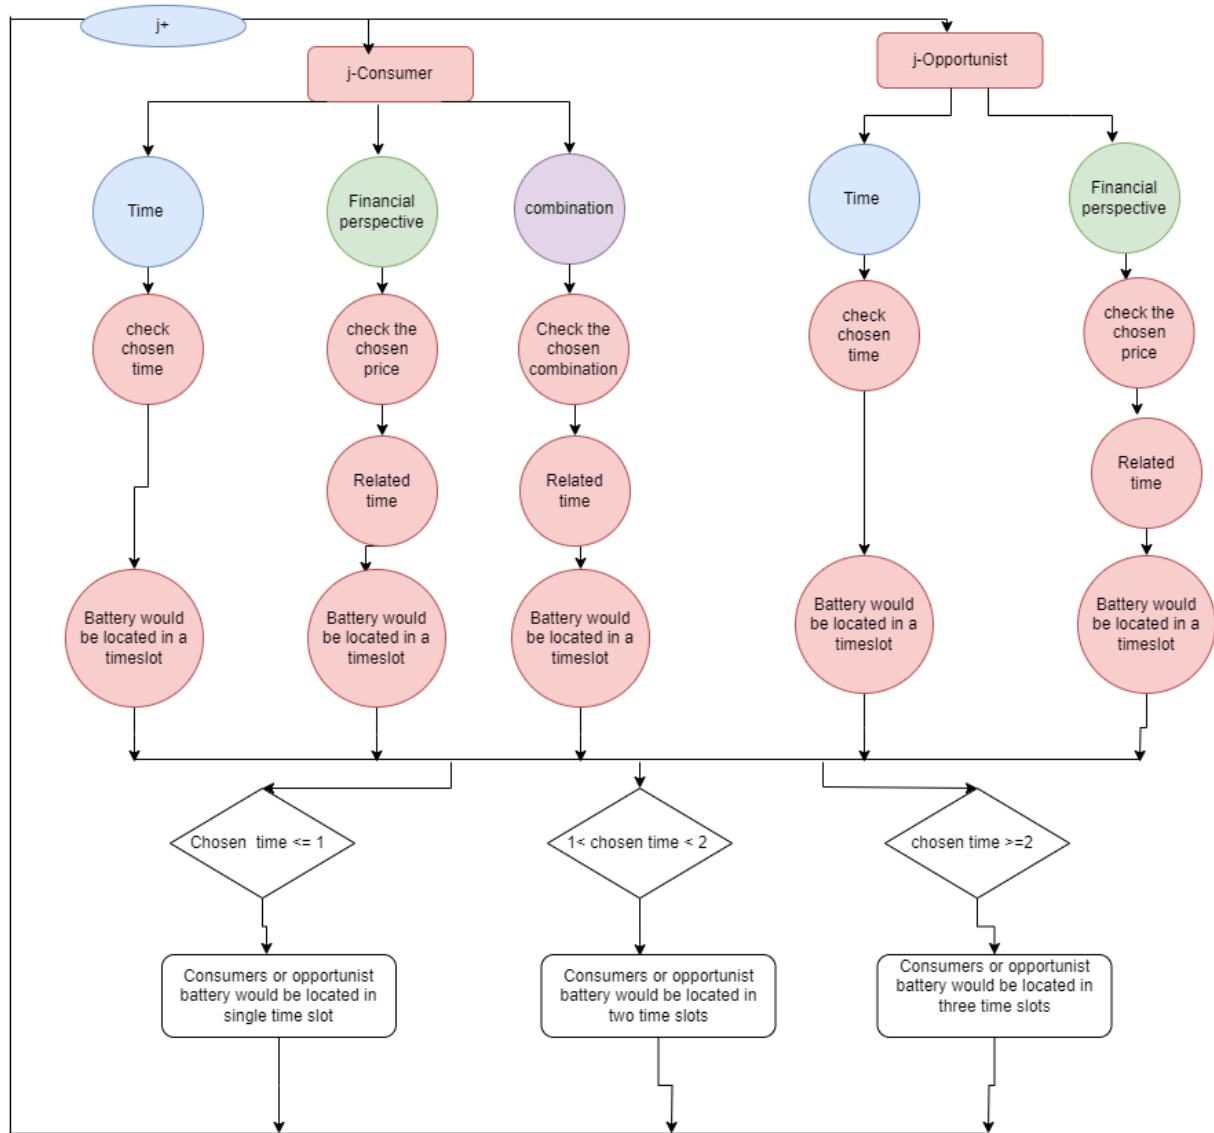 j+
j-Consumer
j-Opportunist
Time
Financial
perspective
combination
Time
Financial
perspective
check
chosen
time
check the
chosen
price
Check the
chosen
combination
check
chosen
time
check the
chosen
price
Related
time
Related
time
Related
time
Battery would
be located in a
timeslot
Battery would
be located in a
timeslot
Battery would
be located in a
timeslot
Battery would
be located in a
timeslot
Battery would
be located in a
timeslot
Chosen  time <= 1
1< chosen time < 2
chosen time >=2
Consumers or opportunist
battery would be located in
single time slot
Consumers or opportunist
battery would be located in
two time slots
Consumers or opportunist
battery would be located in
three time slots